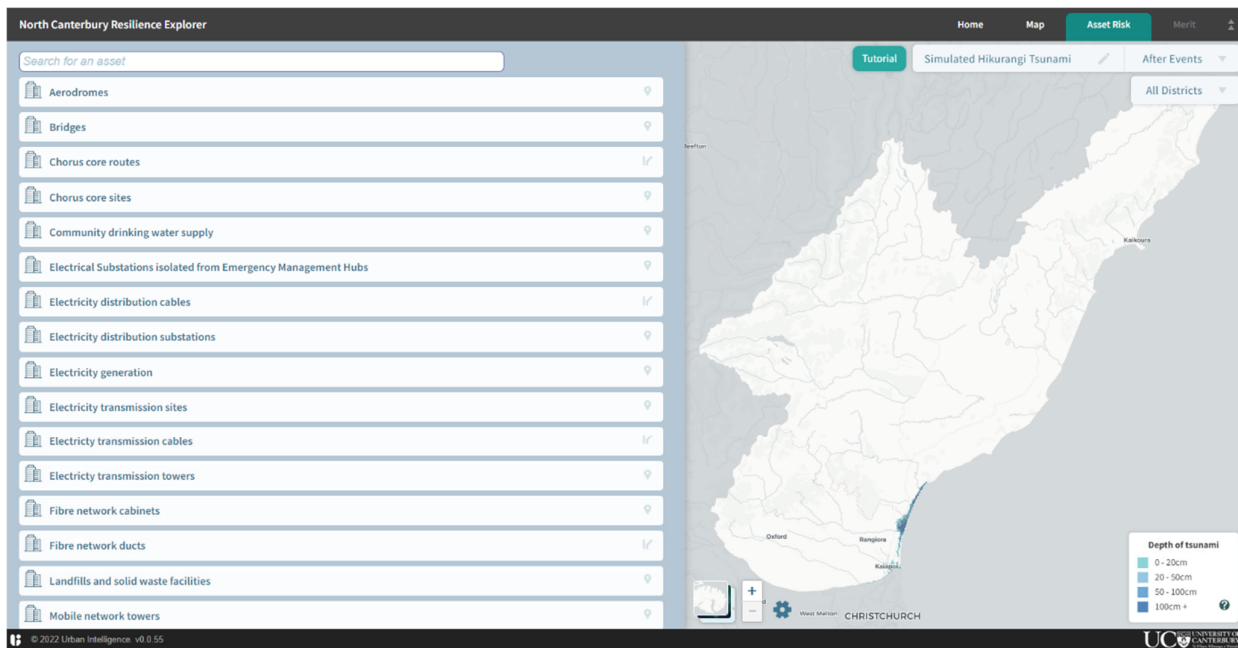 North Canterbury Resilience Explorer
Home
Map
Asset Risk
Merit
Search for an asset
Tutorial
Simulated Hikurangi Tsunami
After Events
All Districts
Aerodromes
Bridges
Chorus core routes
Chorus core sites
Community drinking water supply
Electrical Substations isolated from Emergency Management Hubs
Electricity distribution cables
Electricity distribution substations
Electricity generation
Electricity transmission sites
Electricty transmission cables
Electricty transmission towers
Fibre network cabinets
Fibre network ducts
Landfills and solid waste facilities
Mobile network towers
Kaikoura
Oxford
Rangiora
Kaiapoi
West Melton
CHRISTCHURCH
Depth of tsunami
0 - 20cm
20 - 50cm
50 - 100cm
100cm +
?
+
−
© 2022 Urban Intelligence. v0.0.55
UC
UNIVERSITY OF
CANTERBURY